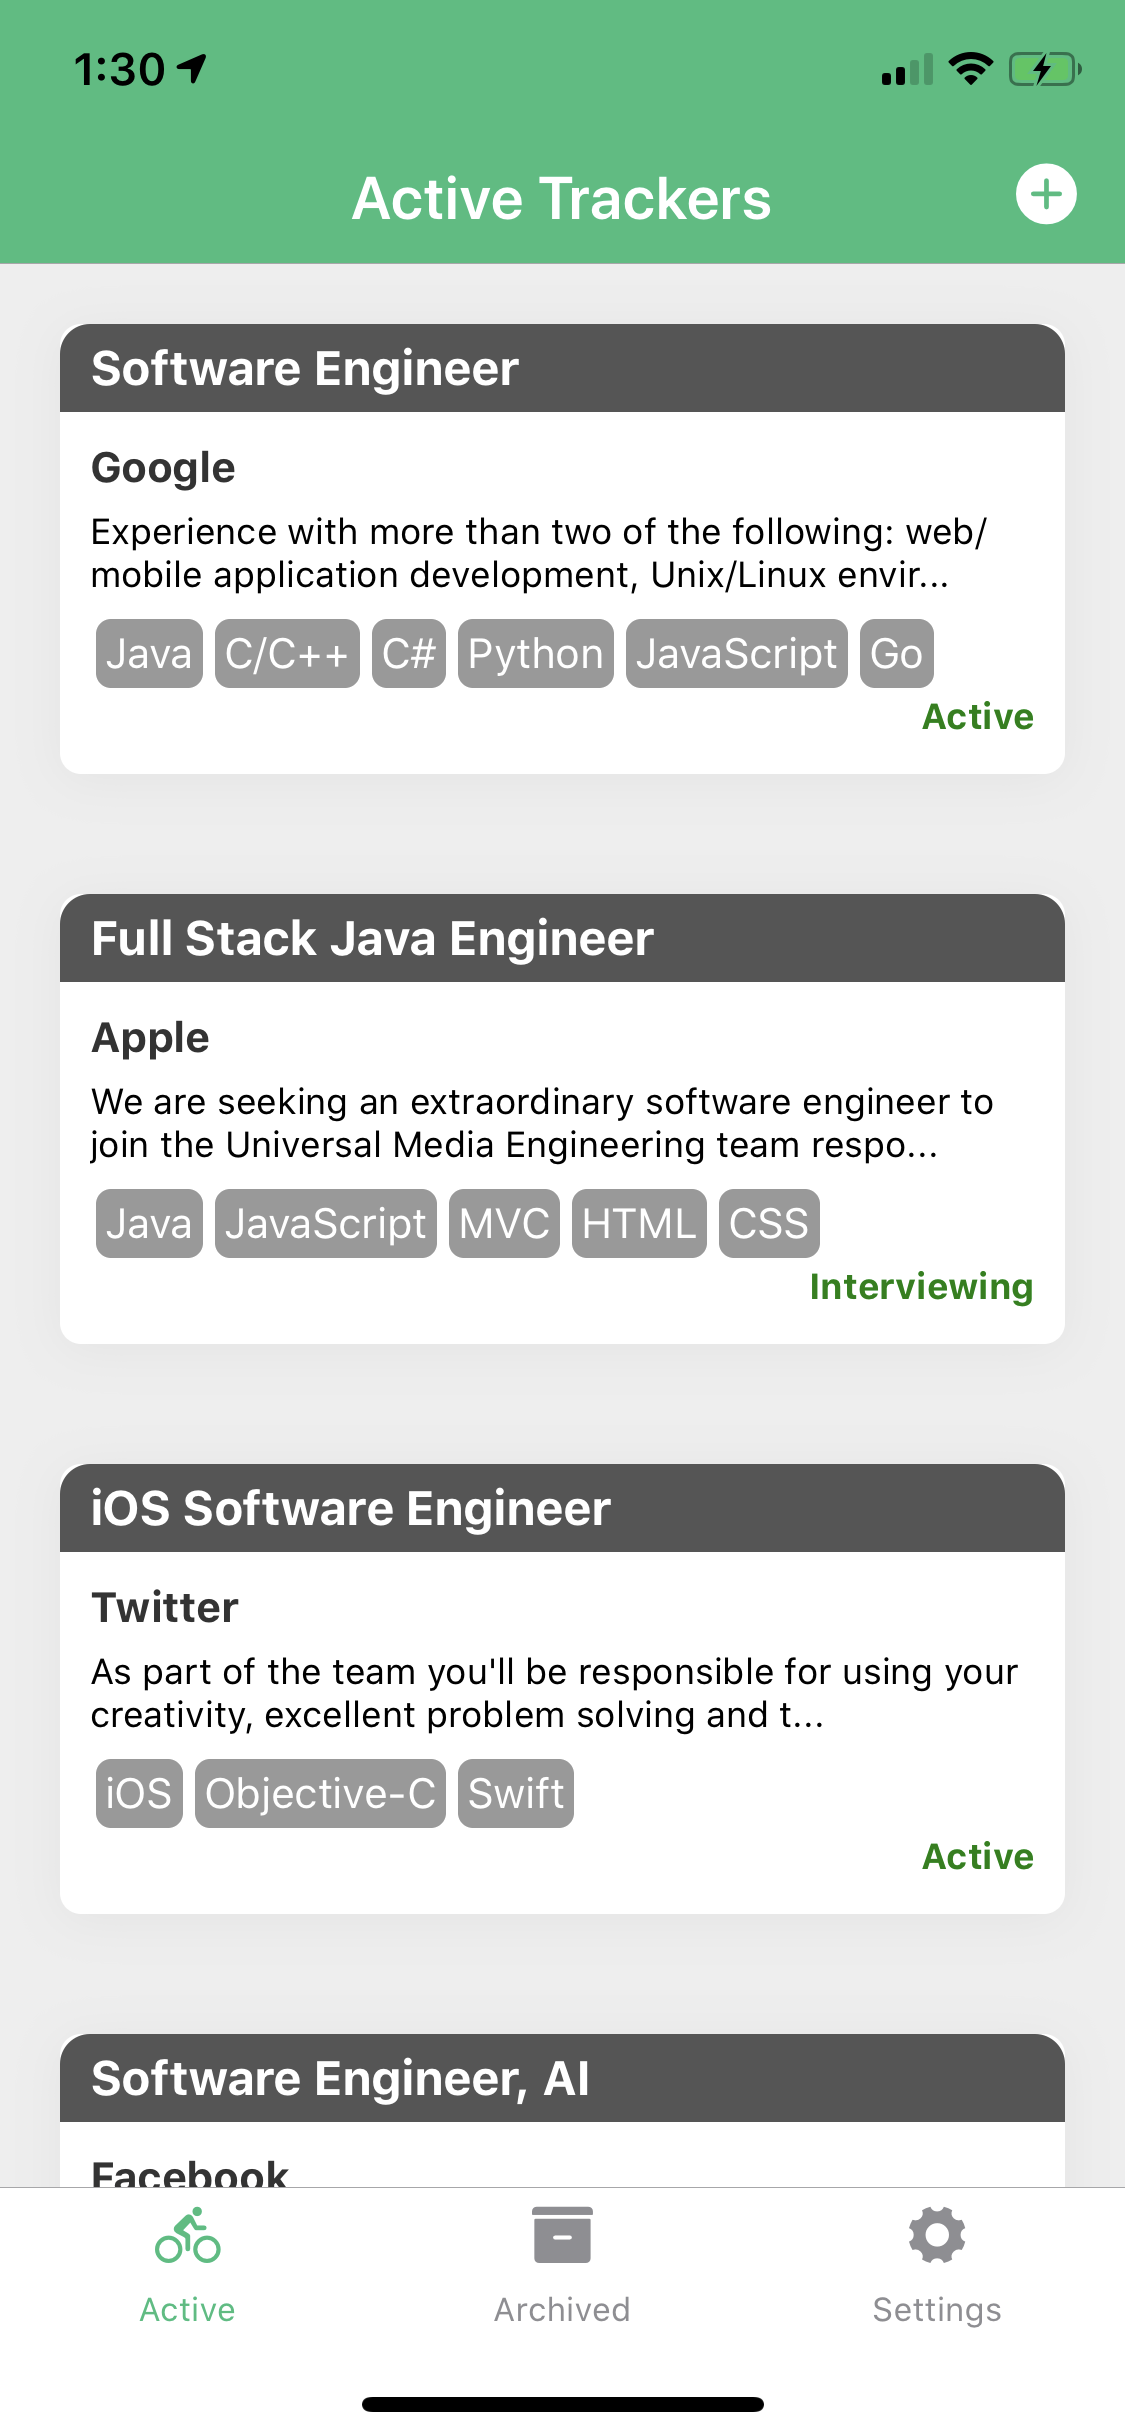 1:30
Active Trackers
Software Engineer
Google
Experience with more than two of the following: web/
mobile application development, Unix/Linux envir...
Java C/C++ C# Python JavaScript Go
Active
Full Stack Java Engineer
Apple
We are seeking an extraordinary software engineer to
join the Universal Media Engineering team respo...
Java JavaScript MVC HTML CSS
Interviewing
iOS Software Engineer
Twitter
As part of the team you'll be responsible for using your
creativity, excellent problem solving and t...
iOS Objective-C Swift
Active
Software Engineer, AI
Facebook
Active Archived Settings